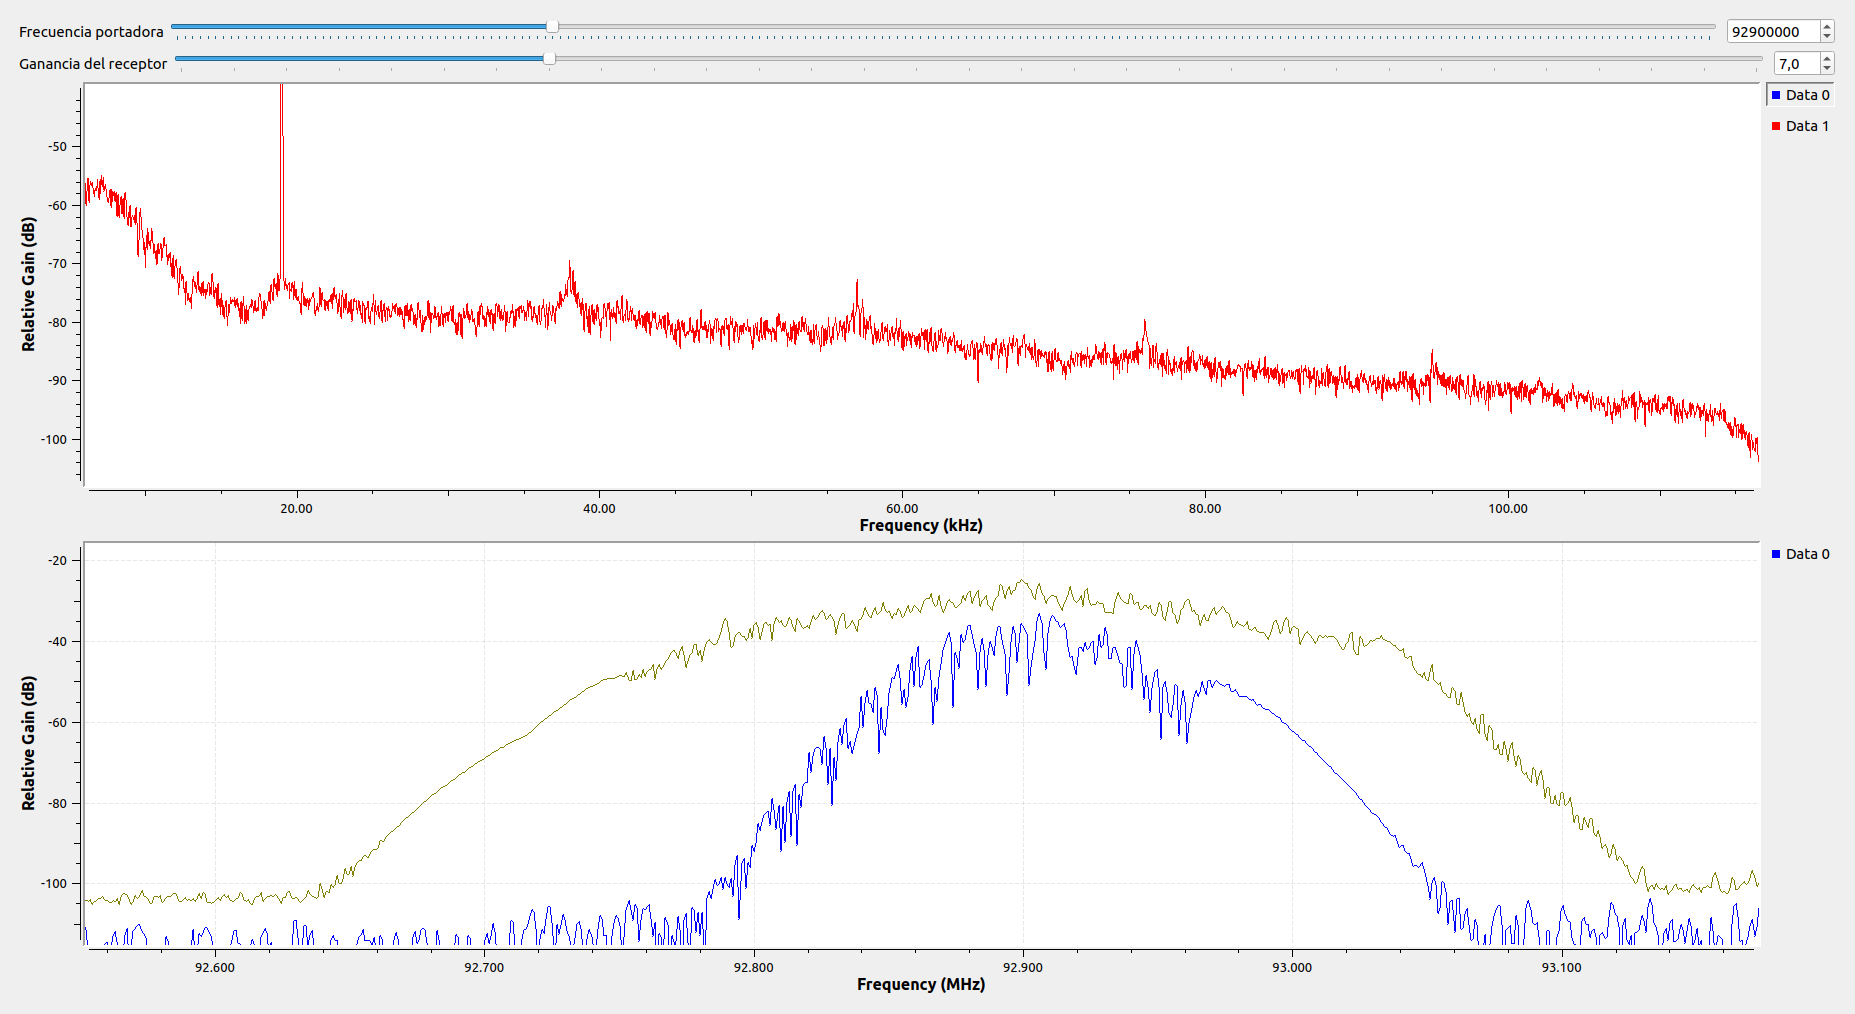 Frecuencia portadora 92900000
Ganancia del receptor 7,0
Data 0
Data 1
Relative Gain (dB)
-50
-60
-70
-80
-90
-100
20.00 40.00 60.00 80.00 100.00
Frequency (kHz)
Data 0
Relative Gain (dB)
-20
-40
-60
-80
-100
92.600 92.700 92.800 92.900 93.000 93.100
Frequency (MHz)